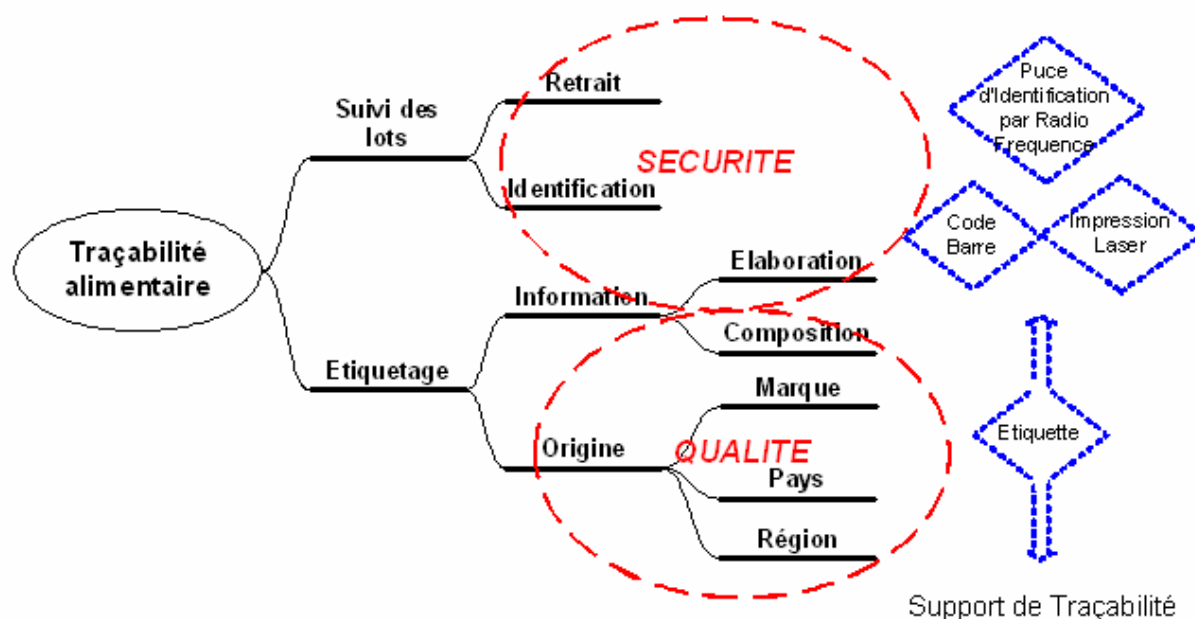 Traçabilité
alimentaire
Suivi des
lots
Retrait
SECURITE
Identification
Etiquetage
Information
Elaboration
Composition
Origine
Marque
QUALITE
Pays
Région
Puce
d'Identification
par Radio
Frequence
Code
Barre
Impression
Laser
Etiquette
Support de Traçabilité